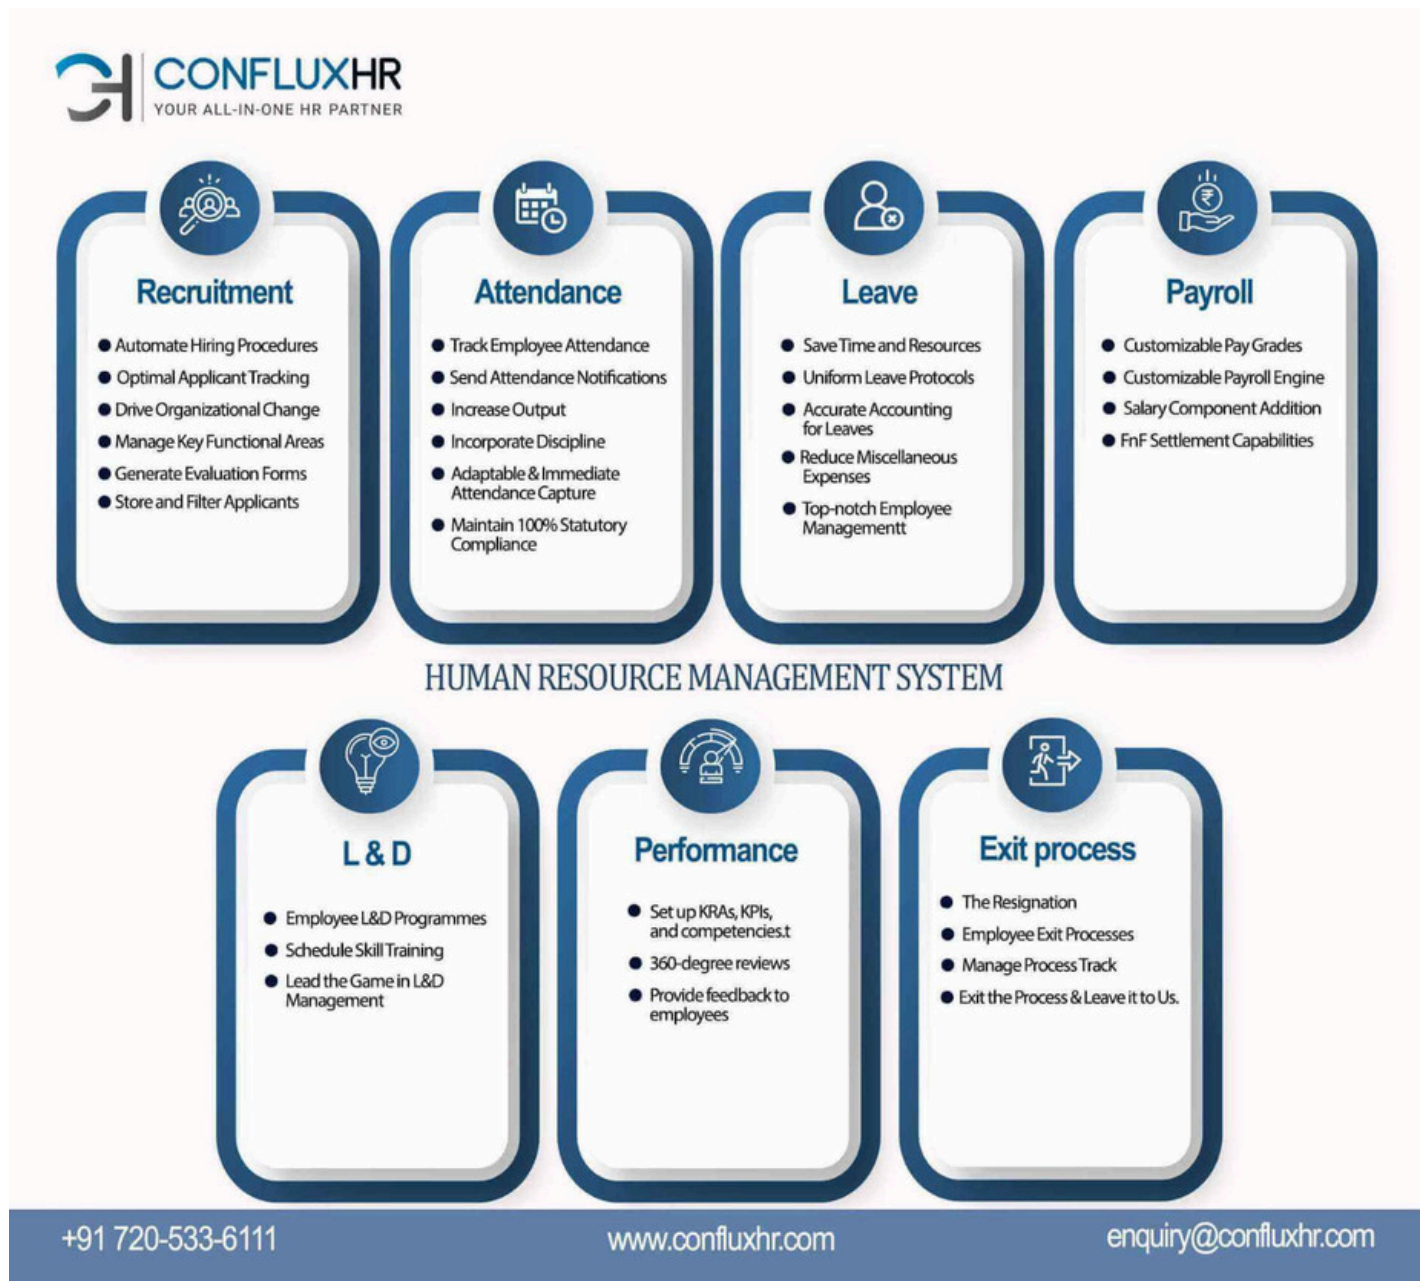 CONFLUXHR
YOUR ALL-IN-ONE HR PARTNER
Recruitment
Automate Hiring Procedures
Optimal Applicant Tracking
Drive Organizational Change
Manage Key Functional Areas
Generate Evaluation Forms
Store and Filter Applicants
Attendance
Track Employee Attendance
Send Attendance Notifications
Increase Output
Incorporate Discipline
Adaptable & Immediate
Attendance Capture
Maintain 100% Statutory
Compliance
Leave
Save Time and Resources
Uniform Leave Protocols
Accurate Accounting
for Leaves
Reduce Miscellaneous
Expenses
Top-notch Employee
Managementt
₹
Payroll
Customizable Pay Grades
Customizable Payroll Engine
Salary Component Addition
FnF Settlement Capabilities
HUMAN RESOURCE MANAGEMENT SYSTEM
L & D
Employee L&D Programmes
Schedule Skill Training
Lead the Game in L&D
Management
Performance
Set up KRAs, KPIs,
and competencies.t
360-degree reviews
Provide feedback to
employees
Exit process
The Resignation
Employee Exit Processes
Manage Process Track
Exit the Process & Leave it to Us.
+91 720-533-6111
www.confluxhr.com
enquiry@confluxhr.com